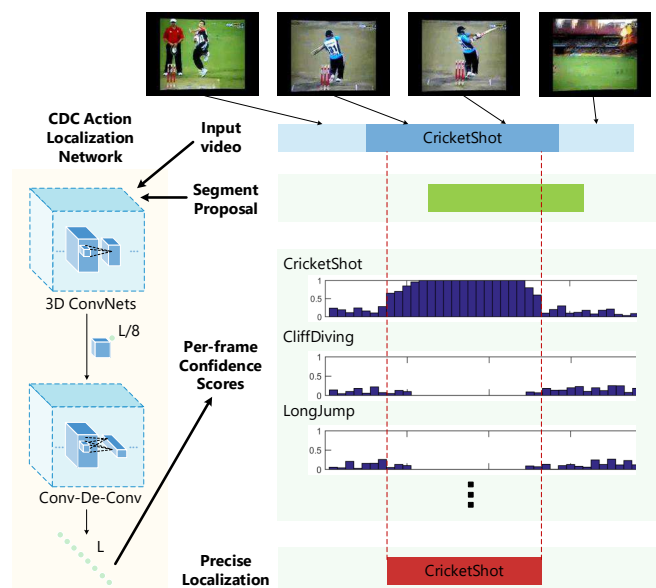 CDC Action
Localization
Network
Input
video
CricketShot
Segment
Proposal
CricketShot
1
0.5
0
3D ConvNets
L/8
CliffDiving
1
0.5
0
Per-frame
Confidence
Scores
LongJump
1
0.5
0
Conv-De-Conv
L
Precise
Localization
CricketShot